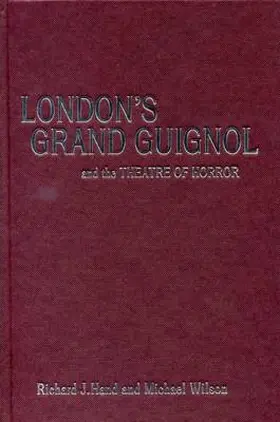 LONDON'S
GRAND GUIGNOL
and the THEATRE OF HORROR
Richard J. Hand and Michael Wilson